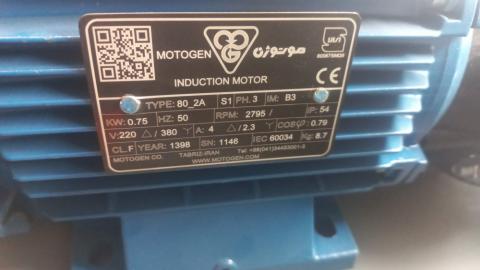 MOTOGEN
موتوژن
INDUCTION MOTOR
TYPE: 80_2A S1 PH. 3 IM: B3
KW: 0.75 HZ: 50 RPM: 2795/ IP: 54
V: 220 △ / 380 Y A: 4 △ / 2.3 Y COSφ: 0.79
CL. F YEAR: 1398 SN: 1146 IEC 60034 KG: 8.7
MOTOGEN CO. TABRIZ-IRAN
WWW.MOTOGEN.COM